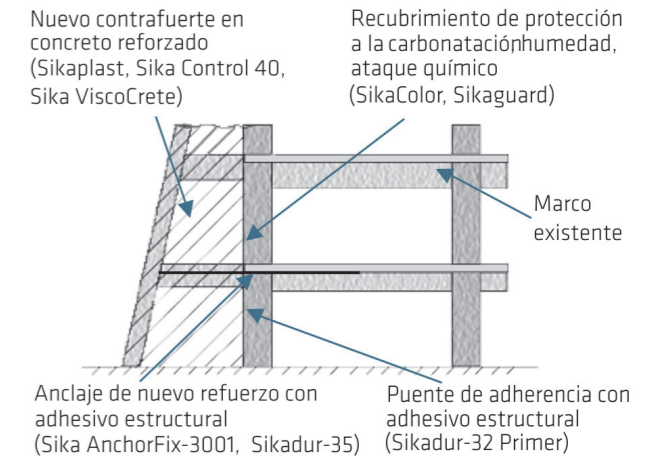 Nuevo contrafuerte en
concreto reforzado
(Sikaplast, Sika Control 40,
Sika ViscoCrete)
Recubrimiento de protección
a la carbonataciónhumedad,
ataque químico
(SikaColor, Sikaguard)
Marco
existente
Anclaje de nuevo refuerzo con
adhesivo estructural
(Sika AnchorFix-3001, Sikadur-35)
Puente de adherencia con
adhesivo estructural
(Sikadur-32 Primer)